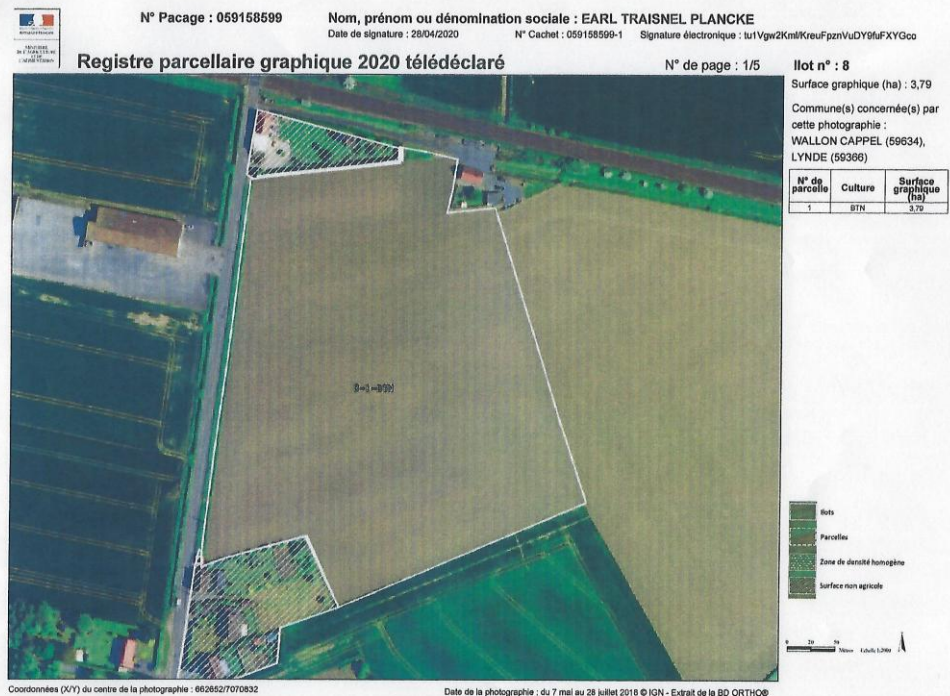 N° Pacage : 059158599
Nom, prénom ou dénomination sociale : EARL TRAISNEL PLANCKE
Date de signature : 28/04/2020
N° Cachet : 059158599-1
Signature électronique : tu1Vgw2Kml/KreuFpznVuDY9fuFXYGco
Registre parcellaire graphique 2020 télédéclaré
N° de page : 1/5
Ilot n° : 8
Surface graphique (ha) : 3,79
Commune(s) concernée(s) par
cette photographie :
WALLON CAPPEL (59634),
LYNDE (59366)
N° de parcelle Culture Surface graphique (ha)
1 BTN 3,79
Ilots
Parcelles
Zone de densité homogène
Surface non agricole
0 20 50 Mètres
Coordonnées (X/Y) du centre de la photographie : 662652/7070832
Date de la photographie : du 7 mai au 28 juillet 2018 © IGN - Extrait de la BD ORTHO®